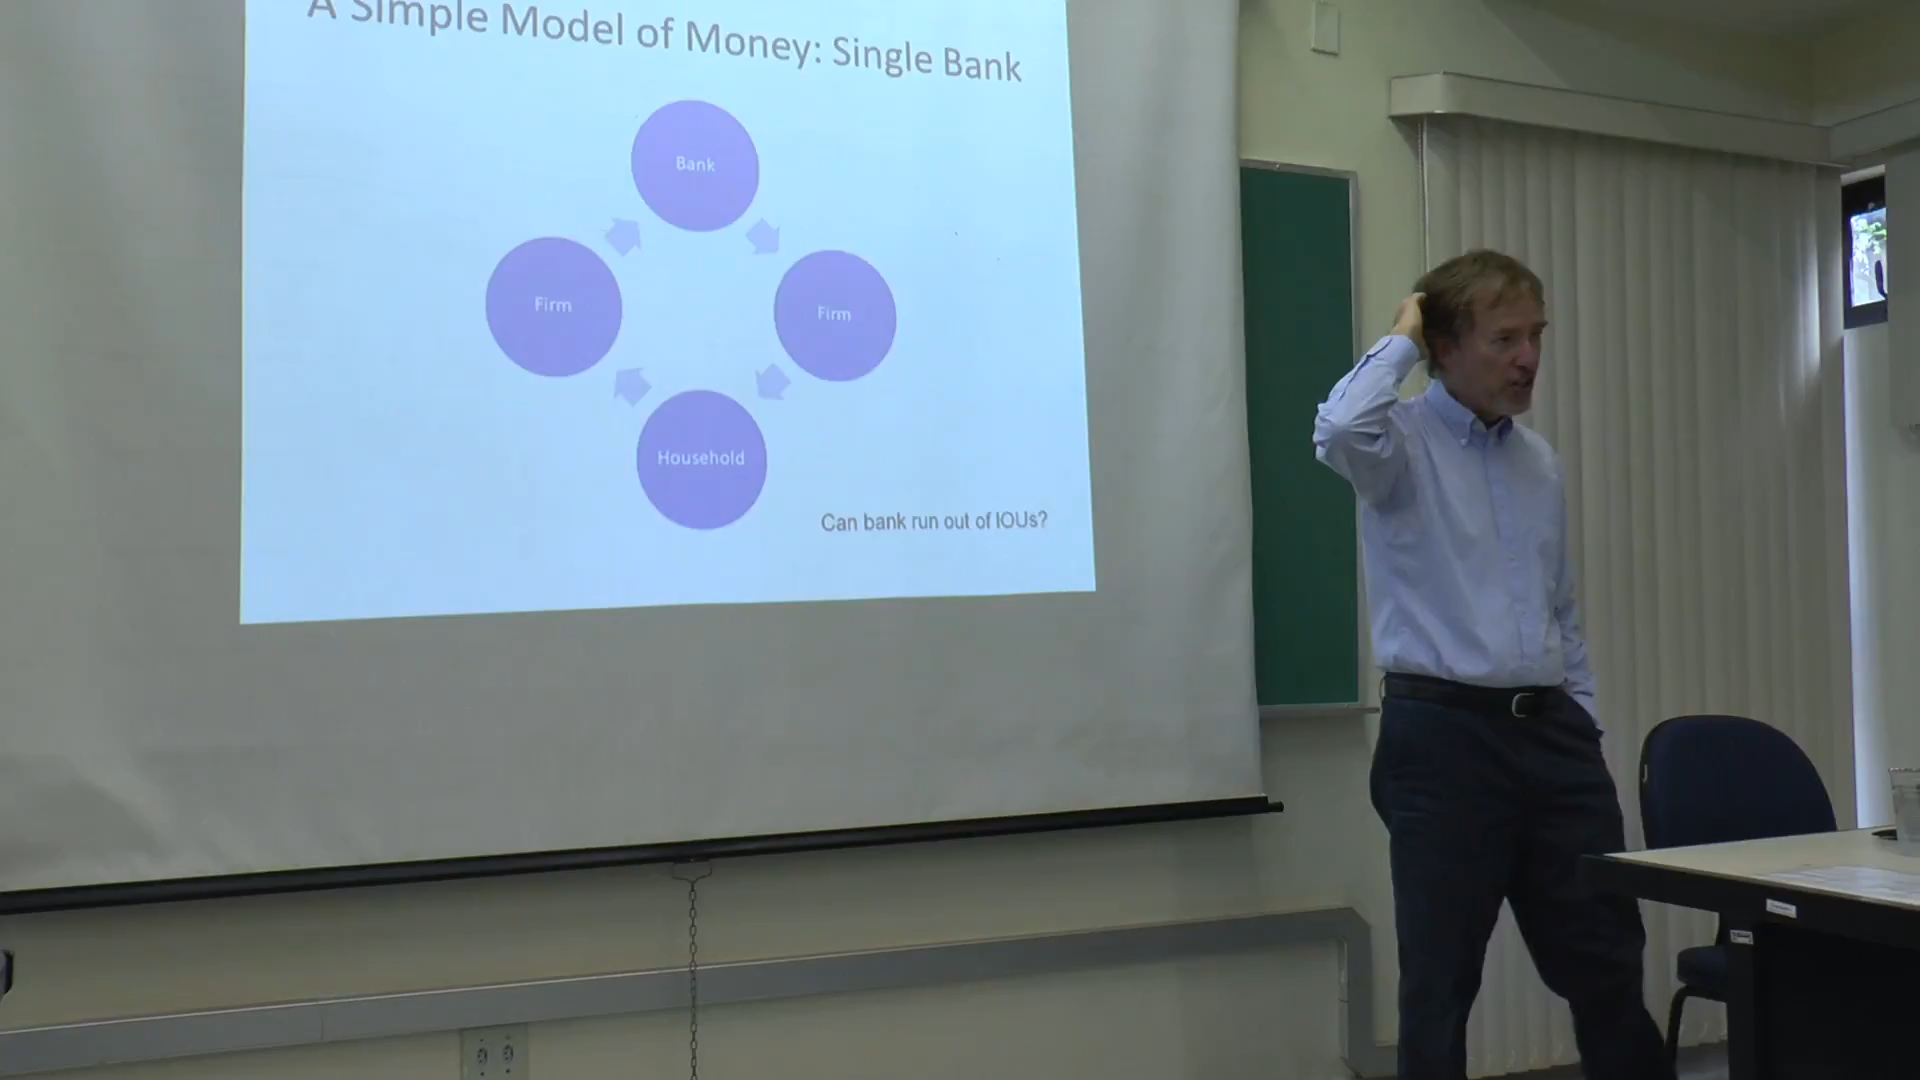 A Simple Model of Money: Single Bank
Bank
Firm
Firm
Household
Can bank run out of IOUs?